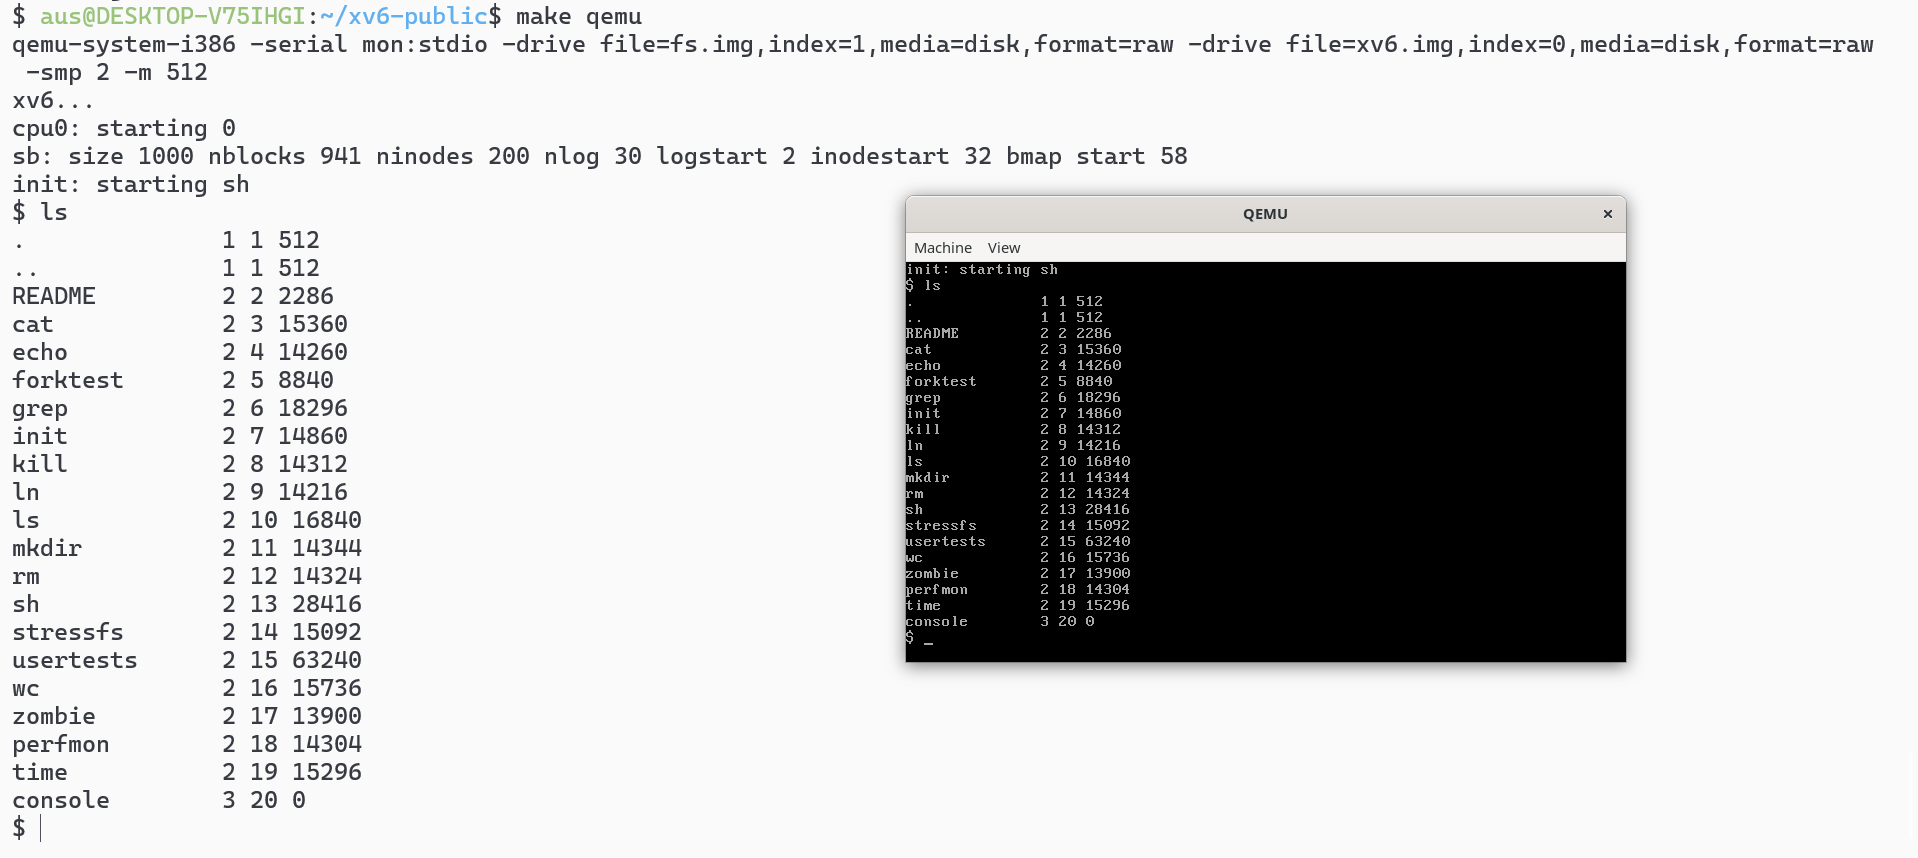 $ aus@DESKTOP-V75IHGI:~/xv6-public$ make qemu
qemu-system-i386 -serial mon:stdio -drive file=fs.img,index=1,media=disk,format=raw -drive file=xv6.img,index=0,media=disk,format=raw
 -smp 2 -m 512
xv6...
cpu0: starting 0
sb: size 1000 nblocks 941 ninodes 200 nlog 30 logstart 2 inodestart 32 bmap start 58
init: starting sh
$ ls
.              1 1 512
..             1 1 512
README         2 2 2286
cat            2 3 15360
echo           2 4 14260
forktest       2 5 8840
grep           2 6 18296
init           2 7 14860
kill           2 8 14312
ln             2 9 14216
ls             2 10 16840
mkdir          2 11 14344
rm             2 12 14324
sh             2 13 28416
stressfs       2 14 15092
usertests      2 15 63240
wc             2 16 15736
zombie         2 17 13900
perfmon        2 18 14304
time           2 19 15296
console        3 20 0
$
QEMU
Machine View
init: starting sh
$ ls
.              1 1 512
..             1 1 512
README         2 2 2286
cat            2 3 15360
echo           2 4 14260
forktest       2 5 8840
grep           2 6 18296
init           2 7 14860
kill           2 8 14312
ln             2 9 14216
ls             2 10 16840
mkdir          2 11 14344
rm             2 12 14324
sh             2 13 28416
stressfs       2 14 15092
usertests      2 15 63240
wc             2 16 15736
zombie         2 17 13900
perfmon        2 18 14304
time           2 19 15296
console        3 20 0
$ _